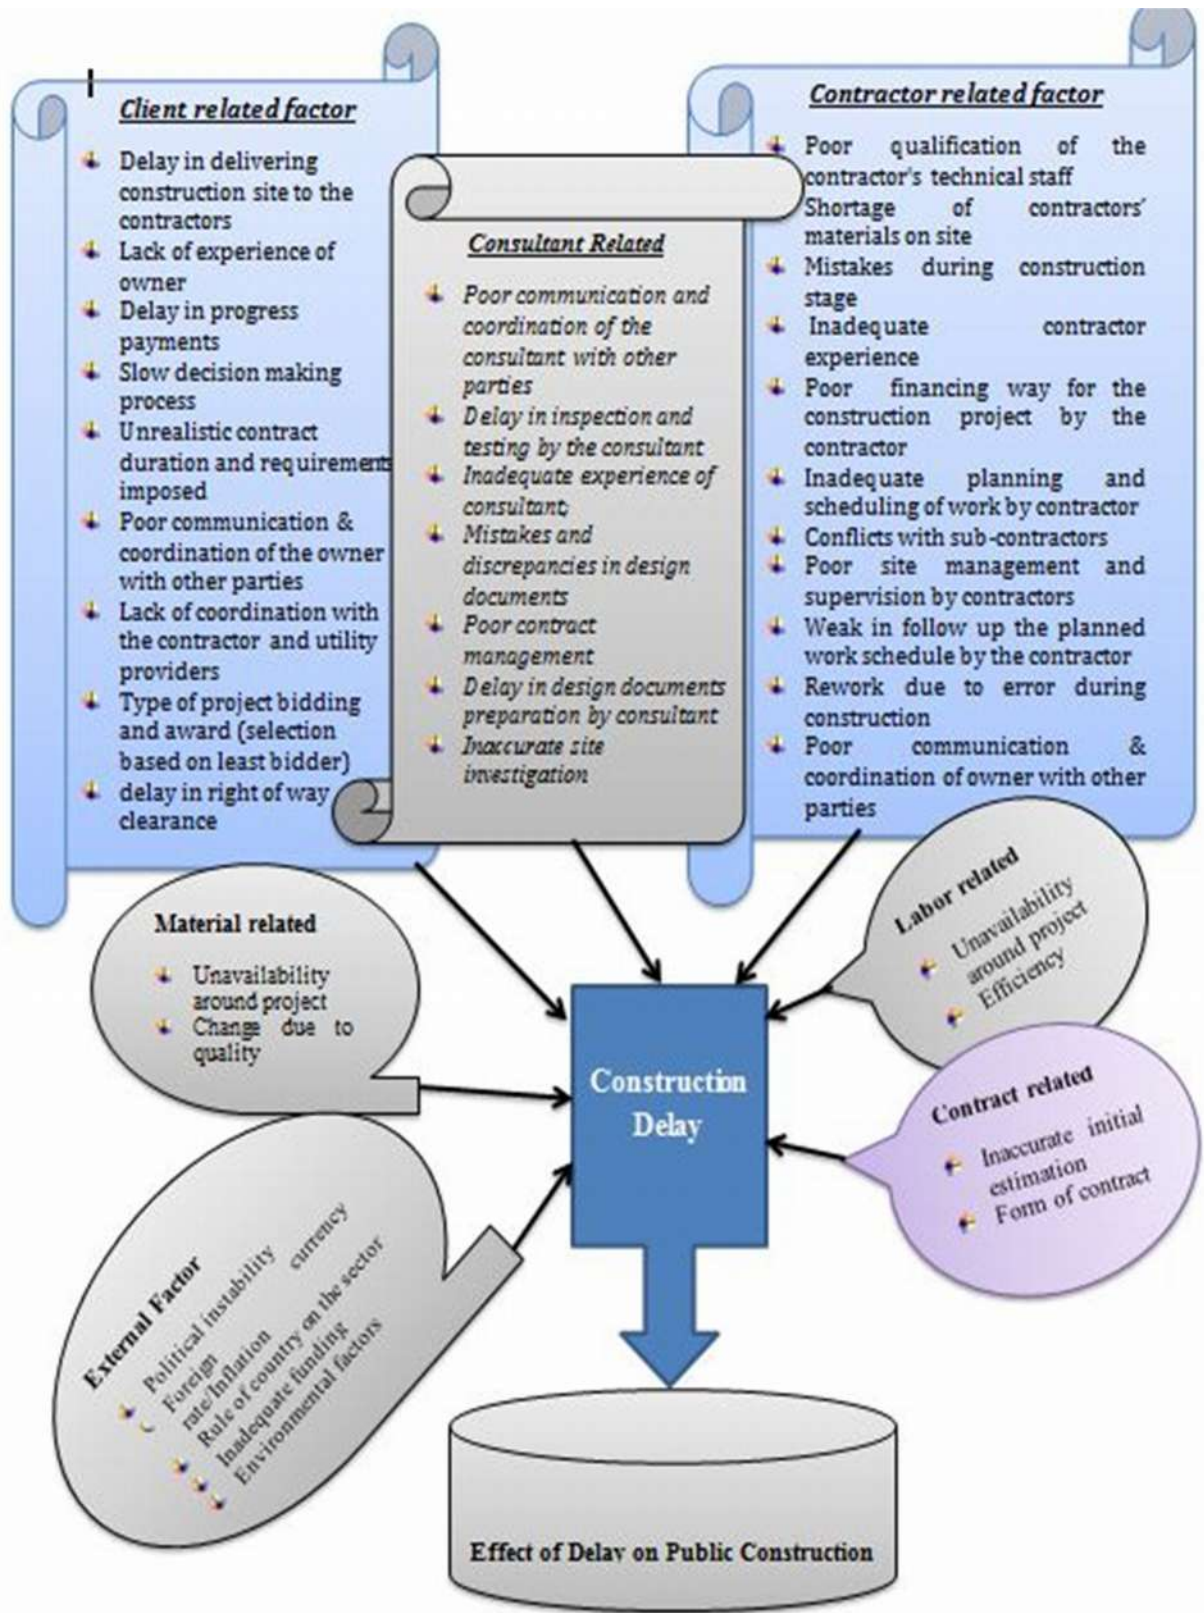 Client related factor
Delay in delivering
construction site to the
contractors
Lack of experience of
owner
Delay in progress
payments
Slow decision making
process
Unrealistic contract
duration and requirements
imposed
Poor communication &
coordination of the owner
with other parties
Lack of coordination with
the contractor and utility
providers
Type of project bidding
and award (selection
based on least bidder)
delay in right of way
clearance
Consultant Related
Poor communication and
coordination of the
consultant with other
parties
Delay in inspection and
testing by the consultant
Inadequate experience of
consultant;
Mistakes and
discrepancies in design
documents
Poor contract
management
Delay in design documents
preparation by consultant
Inaccurate site
investigation
Contractor related factor
Poor qualification of the
contractor's technical staff
Shortage of contractors'
materials on site
Mistakes during construction
stage
Inadequate contractor
experience
Poor financing way for the
construction project by the
contractor
Inadequate planning and
scheduling of work by contractor
Conflicts with sub-contractors
Poor site management and
supervision by contractors
Weak in follow up the planned
work schedule by the contractor
Rework due to error during
construction
Poor communication &
coordination of owner with other
parties
Material related
Unavailability
around project
Change due to
quality
Labor related
Unavailability
around project
Efficiency
Construction
Delay
Contract related
Inaccurate initial
estimation
Form of contract
External Factor
Political instability
Foreign currency
rate/Inflation
Rule of country on the sector
Inadequate funding
Environmental factors
Effect of Delay on Public Construction